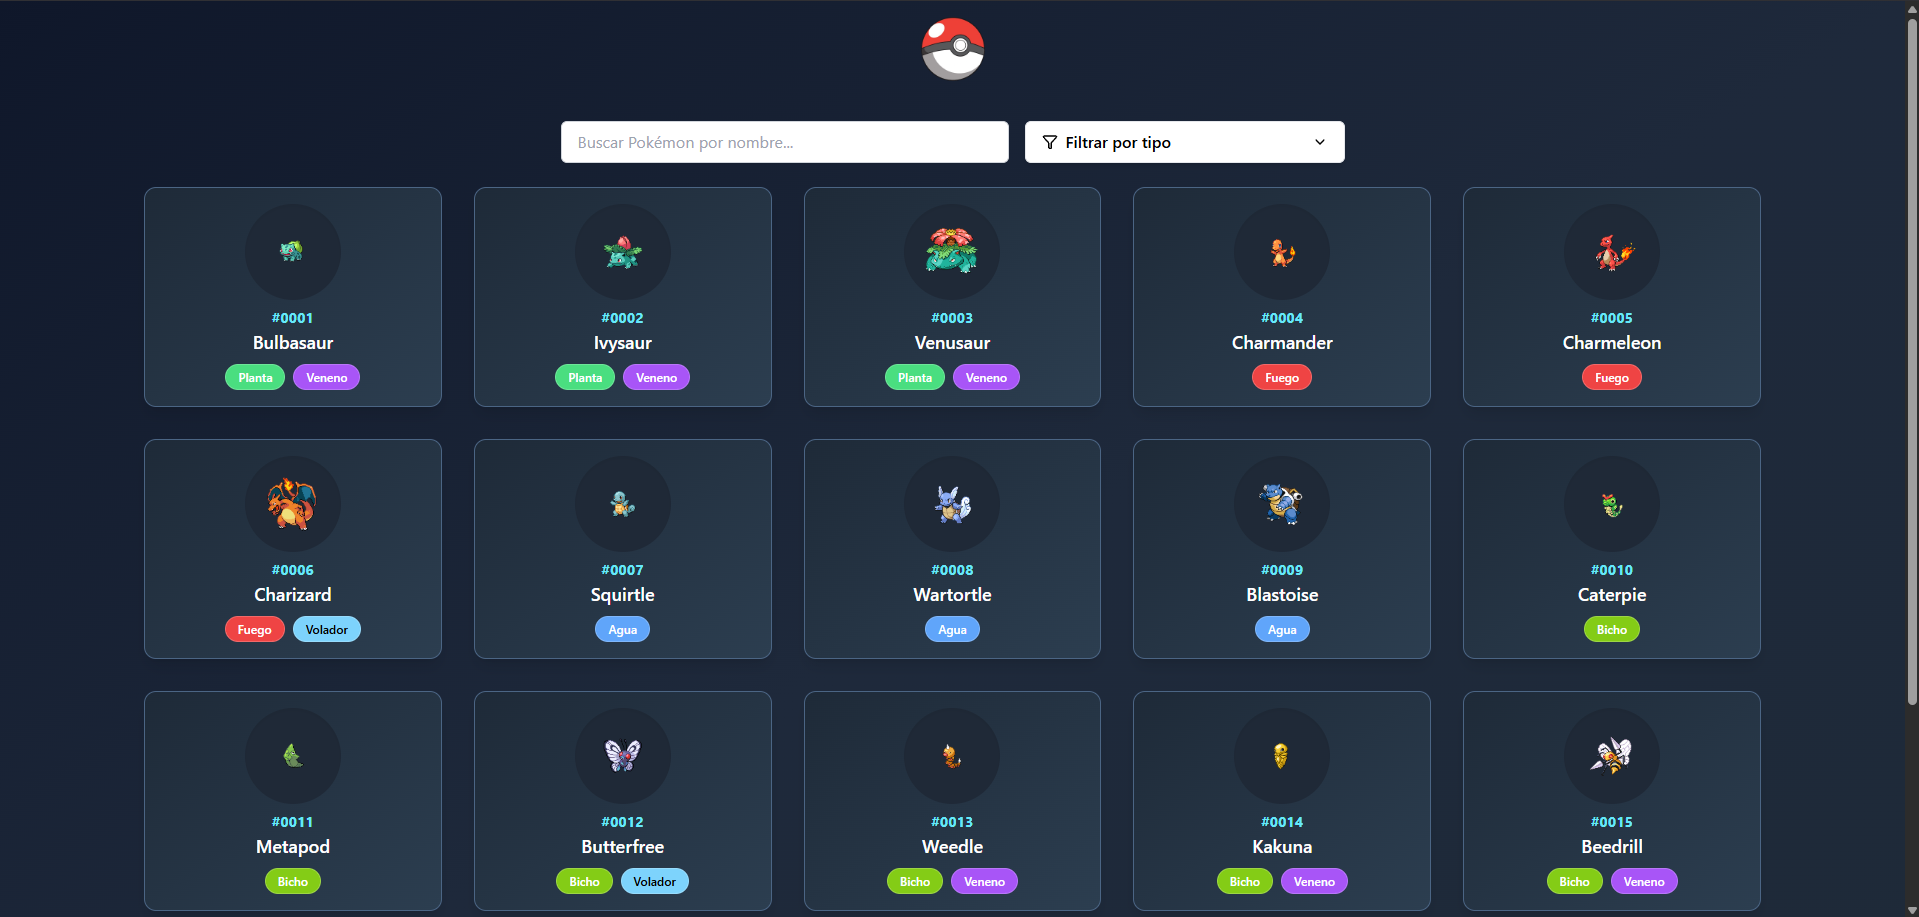 Buscar Pokémon por nombre...
Filtrar por tipo
#0001
Bulbasaur
Planta Veneno
#0002
Ivysaur
Planta Veneno
#0003
Venusaur
Planta Veneno
#0004
Charmander
Fuego
#0005
Charmeleon
Fuego
#0006
Charizard
Fuego Volador
#0007
Squirtle
Agua
#0008
Wartortle
Agua
#0009
Blastoise
Agua
#0010
Caterpie
Bicho
#0011
Metapod
Bicho
#0012
Butterfree
Bicho Volador
#0013
Weedle
Bicho Veneno
#0014
Kakuna
Bicho Veneno
#0015
Beedrill
Bicho Veneno